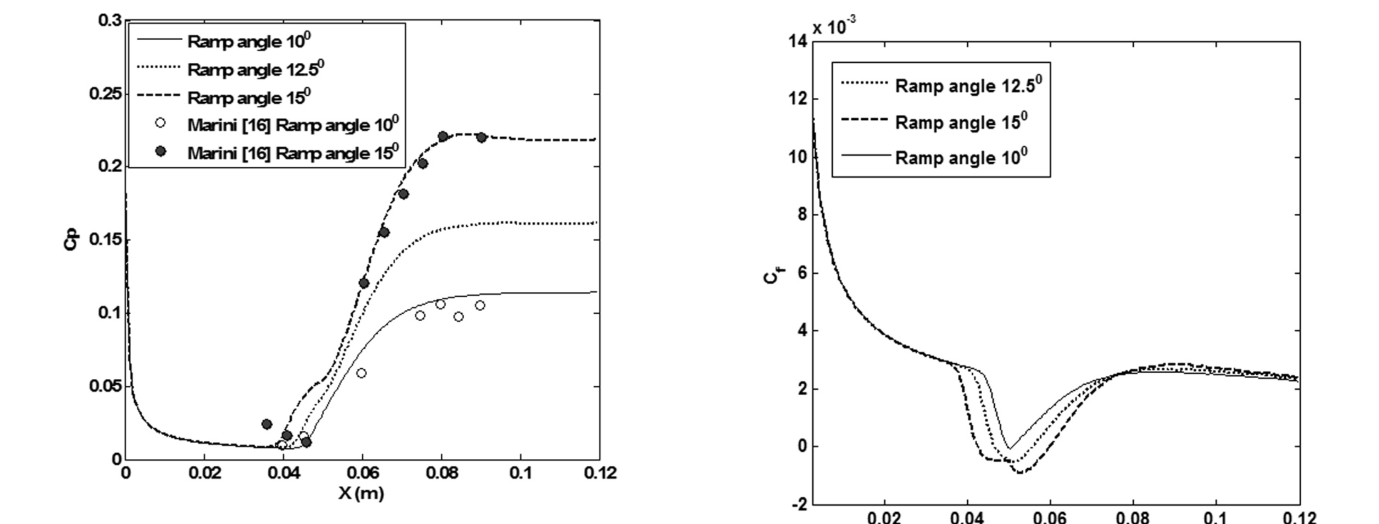 0.3
0.25
0.2
0.15
0.1
0.05
0
Cp
Ramp angle 10⁰
Ramp angle 12.5⁰
Ramp angle 15⁰
Marini [16] Ramp angle 10⁰
Marini [16] Ramp angle 15⁰
0 0.02 0.04 0.06 0.08 0.1 0.12
X (m)
x 10⁻³
14
12
10
8
6
4
2
0
-2
C_f
Ramp angle 12.5⁰
Ramp angle 15⁰
Ramp angle 10⁰
0.02 0.04 0.06 0.08 0.1 0.12